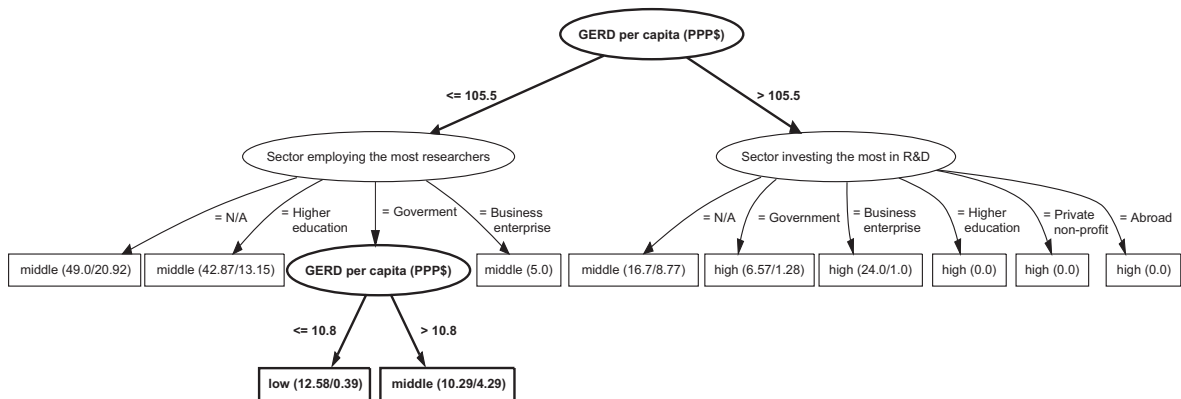 GERD per capita (PPP$)
<= 105.5
> 105.5
Sector employing the most researchers
Sector investing the most in R&D
= N/A
= Higher
education
= Goverment
= Business
enterprise
= N/A
= Government
= Business
enterprise
= Higher
education
= Private
non-profit
= Abroad
middle (49.0/20.92)
middle (42.87/13.15)
GERD per capita (PPP$)
middle (5.0)
middle (16.7/8.77)
high (6.57/1.28)
high (24.0/1.0)
high (0.0)
high (0.0)
high (0.0)
<= 10.8
> 10.8
low (12.58/0.39)
middle (10.29/4.29)